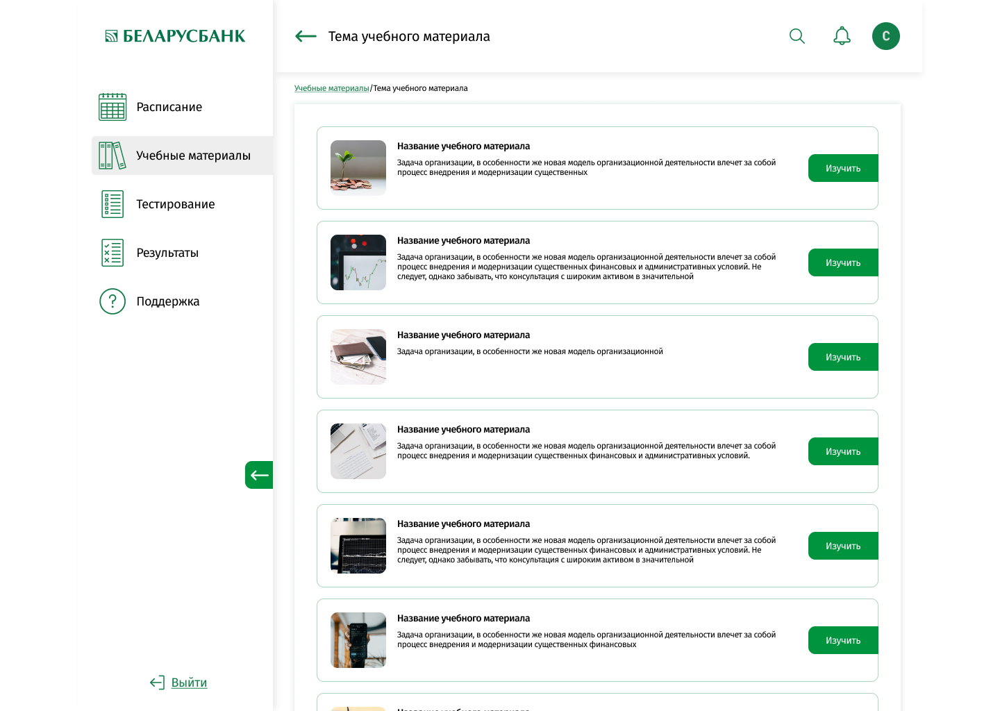 БЕЛАРУСБАНК
Расписание
Учебные материалы
Тестирование
Результаты
Поддержка
Выйти
Тема учебного материала
С
Учебные материалы/Тема учебного материала
Название учебного материала
Задача организации, в особенности же новая модель организационной деятельности влечет за собой
процесс внедрения и модернизации существенных
Изучить
Название учебного материала
Задача организации, в особенности же новая модель организационной деятельности влечет за собой
процесс внедрения и модернизации существенных финансовых и административных условий. Не
следует, однако забывать, что консультация с широким активом в значительной
Изучить
Название учебного материала
Задача организации, в особенности же новая модель организационной
Изучить
Название учебного материала
Задача организации, в особенности же новая модель организационной деятельности влечет за собой
процесс внедрения и модернизации существенных финансовых и административных условий.
Изучить
Название учебного материала
Задача организации, в особенности же новая модель организационной деятельности влечет за собой
процесс внедрения и модернизации существенных финансовых и административных условий. Не
следует, однако забывать, что консультация с широким активом в значительной
Изучить
Название учебного материала
Задача организации, в особенности же новая модель организационной деятельности влечет за собой
процесс внедрения и модернизации существенных финансовых
Изучить